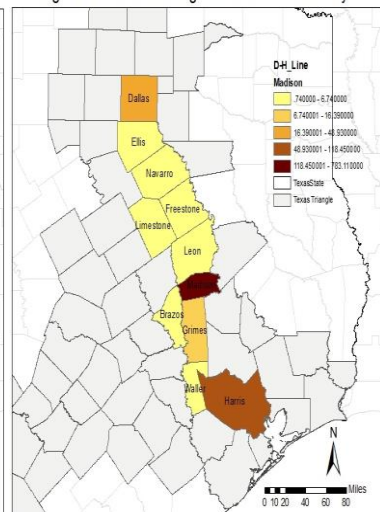 D-H_Line
Madison
.740000 - 6.740000
6.740001 - 16.390000
16.390001 - 48.930000
48.930001 - 118.450000
118.450001 - 783.110000
TexasState
Texas Triangle
Dallas
Ellis
Navarro
Freestone
Limestone
Leon
Brazos
Grimes
Waller
Harris
N
Miles
0 10 20 40 60 80